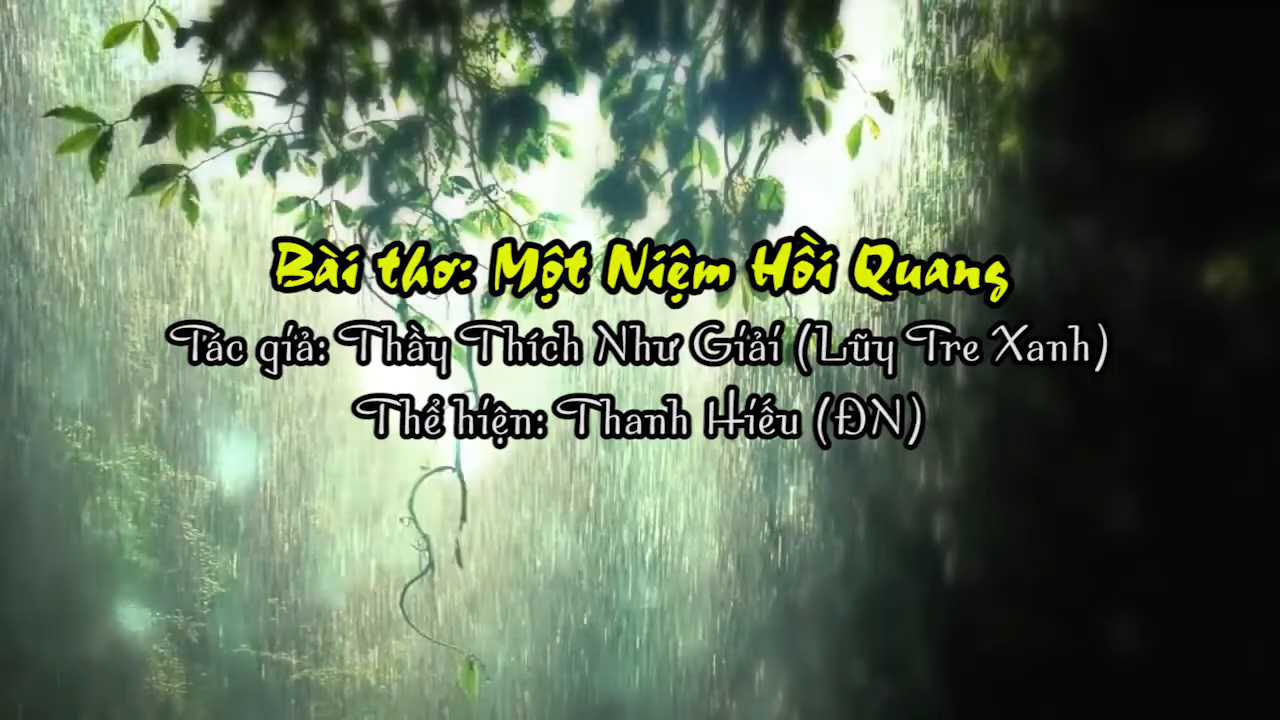 Bài thơ: Một Niệm Hồi Quang
Tác giả: Thầy Thích Như Giải (Lũy Tre Xanh)
Thể hiện: Thanh Hiếu (ĐN)